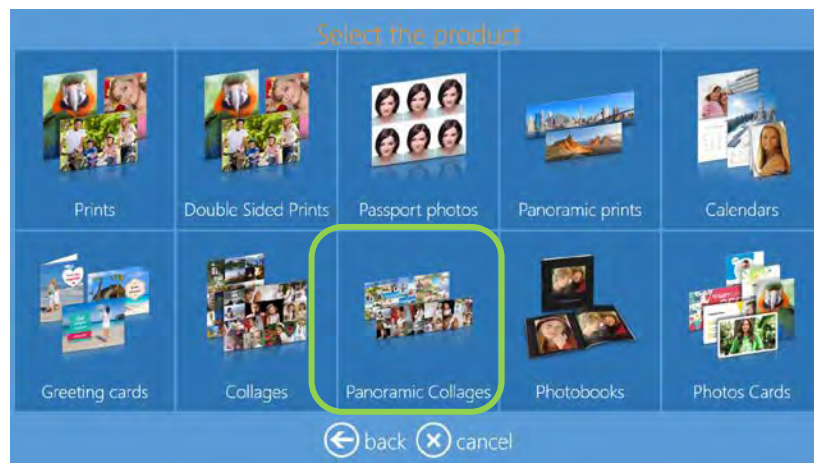 Select the product
Prints
Double Sided Prints
Passport photos
Panoramic prints
Calendars
Greeting cards
Collages
Panoramic Collages
Photobooks
Photos Cards
back
cancel